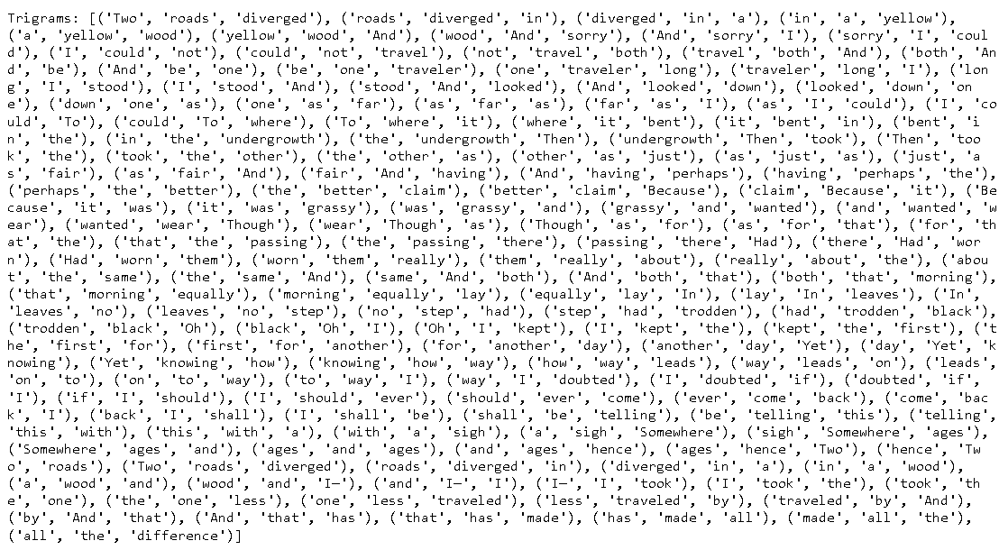 Trigrams: [('Two', 'roads', 'diverged'), ('roads', 'diverged', 'in'), ('diverged', 'in', 'a'), ('in', 'a', 'yellow'),
('a', 'yellow', 'wood'), ('yellow', 'wood', 'And'), ('wood', 'And', 'sorry'), ('And', 'sorry', 'I'), ('sorry', 'I', 'coul
d'), ('I', 'could', 'not'), ('could', 'not', 'travel'), ('not', 'travel', 'both'), ('travel', 'both', 'And'), ('both', 'An
d', 'be'), ('And', 'be', 'one'), ('be', 'one', 'traveler'), ('one', 'traveler', 'long'), ('traveler', 'long', 'I'), ('lon
g', 'I', 'stood'), ('I', 'stood', 'And'), ('stood', 'And', 'looked'), ('And', 'looked', 'down'), ('looked', 'down', 'on
e'), ('down', 'one', 'as'), ('one', 'as', 'far'), ('as', 'far', 'as'), ('far', 'as', 'I'), ('as', 'I', 'could'), ('I', 'co
uld', 'To'), ('could', 'To', 'where'), ('To', 'where', 'it'), ('where', 'it', 'bent'), ('it', 'bent', 'in'), ('bent', 'i
n', 'the'), ('in', 'the', 'undergrowth'), ('the', 'undergrowth', 'Then'), ('undergrowth', 'Then', 'took'), ('Then', 'too
k', 'the'), ('took', 'the', 'other'), ('the', 'other', 'as'), ('other', 'as', 'just'), ('as', 'just', 'as'), ('just', 'a
s', 'fair'), ('as', 'fair', 'And'), ('fair', 'And', 'having'), ('And', 'having', 'perhaps'), ('having', 'perhaps', 'the'),
('perhaps', 'the', 'better'), ('the', 'better', 'claim'), ('better', 'claim', 'Because'), ('claim', 'Because', 'it'), ('Be
cause', 'it', 'was'), ('it', 'was', 'grassy'), ('was', 'grassy', 'and'), ('grassy', 'and', 'wanted'), ('and', 'wanted', 'w
ear'), ('wanted', 'wear', 'Though'), ('wear', 'Though', 'as'), ('Though', 'as', 'for'), ('as', 'for', 'that'), ('for', 'th
at', 'the'), ('that', 'the', 'passing'), ('the', 'passing', 'there'), ('passing', 'there', 'Had'), ('there', 'Had', 'wor
n'), ('Had', 'worn', 'them'), ('worn', 'them', 'really'), ('them', 'really', 'about'), ('really', 'about', 'the'), ('abou
t', 'the', 'same'), ('the', 'same', 'And'), ('same', 'And', 'both'), ('And', 'both', 'that'), ('both', 'that', 'morning'),
('that', 'morning', 'equally'), ('morning', 'equally', 'lay'), ('equally', 'lay', 'In'), ('lay', 'In', 'leaves'), ('In',
'leaves', 'no'), ('leaves', 'no', 'step'), ('no', 'step', 'had'), ('step', 'had', 'trodden'), ('had', 'trodden', 'black'),
('trodden', 'black', 'Oh'), ('black', 'Oh', 'I'), ('Oh', 'I', 'kept'), ('I', 'kept', 'the'), ('kept', 'the', 'first'), ('t
he', 'first', 'for'), ('first', 'for', 'another'), ('for', 'another', 'day'), ('another', 'day', 'Yet'), ('day', 'Yet', 'k
nowing'), ('Yet', 'knowing', 'how'), ('knowing', 'how', 'way'), ('how', 'way', 'leads'), ('way', 'leads', 'on'), ('leads',
'on', 'to'), ('on', 'to', 'way'), ('to', 'way', 'I'), ('way', 'I', 'doubted'), ('I', 'doubted', 'if'), ('doubted', 'if',
'I'), ('if', 'I', 'should'), ('I', 'should', 'ever'), ('should', 'ever', 'come'), ('ever', 'come', 'back'), ('come', 'bac
k', 'I'), ('back', 'I', 'shall'), ('I', 'shall', 'be'), ('shall', 'be', 'telling'), ('be', 'telling', 'this'), ('telling',
'this', 'with'), ('this', 'with', 'a'), ('with', 'a', 'sigh'), ('a', 'sigh', 'Somewhere'), ('sigh', 'Somewhere', 'ages'),
('Somewhere', 'ages', 'and'), ('ages', 'and', 'ages'), ('and', 'ages', 'hence'), ('ages', 'hence', 'Two'), ('hence', 'Tw
o', 'roads'), ('Two', 'roads', 'diverged'), ('roads', 'diverged', 'in'), ('diverged', 'in', 'a'), ('in', 'a', 'wood'),
('a', 'wood', 'and'), ('wood', 'and', 'I—'), ('and', 'I—', 'I'), ('I—', 'I', 'took'), ('I', 'took', 'the'), ('took', 'th
e', 'one'), ('the', 'one', 'less'), ('one', 'less', 'traveled'), ('less', 'traveled', 'by'), ('traveled', 'by', 'And'),
('by', 'And', 'that'), ('And', 'that', 'has'), ('that', 'has', 'made'), ('has', 'made', 'all'), ('made', 'all', 'the'),
('all', 'the', 'difference')]